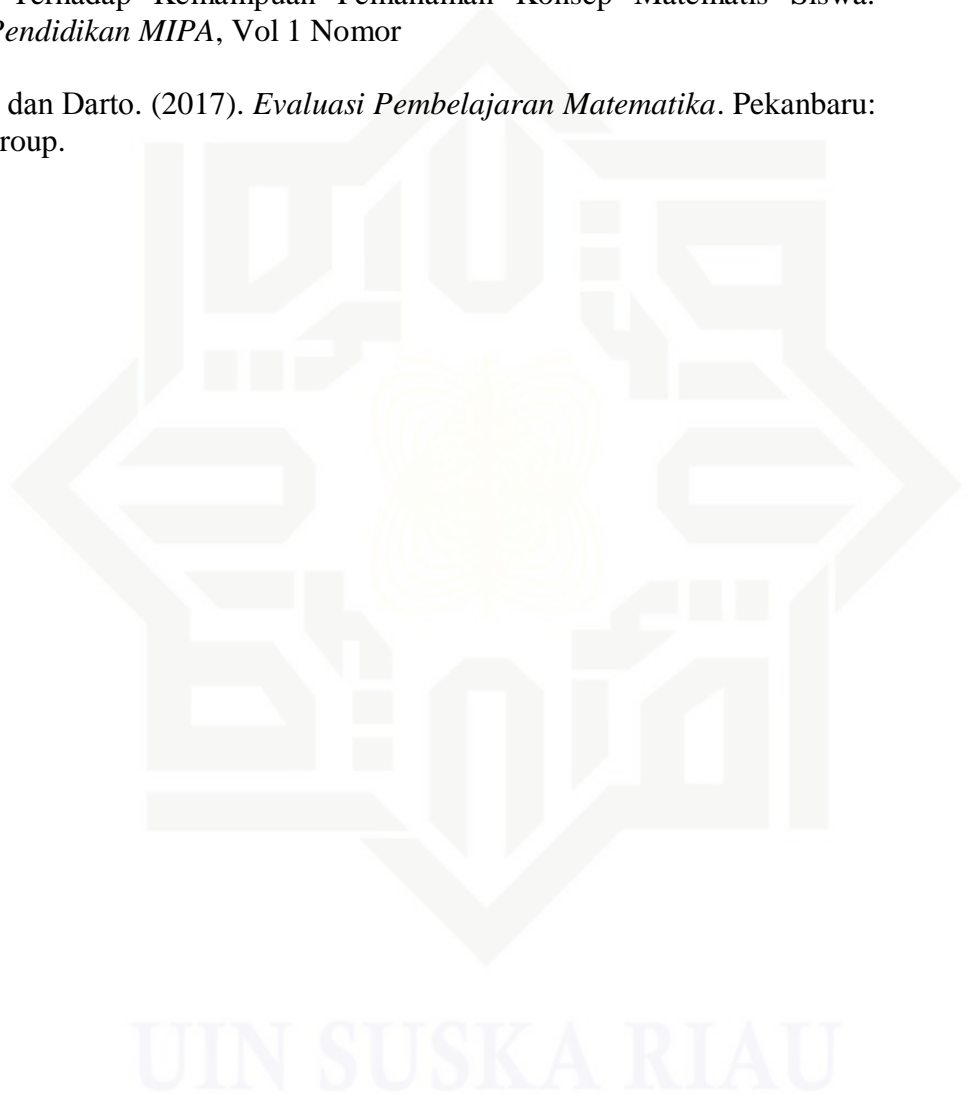 Terhadap Kemampuan Pemahaman Konsep Matematis Siswa.
Pendidikan MIPA, Vol 1 Nomor
dan Darto. (2017). Evaluasi Pembelajaran Matematika. Pekanbaru:
roup.
UIN SUSKA RIAU